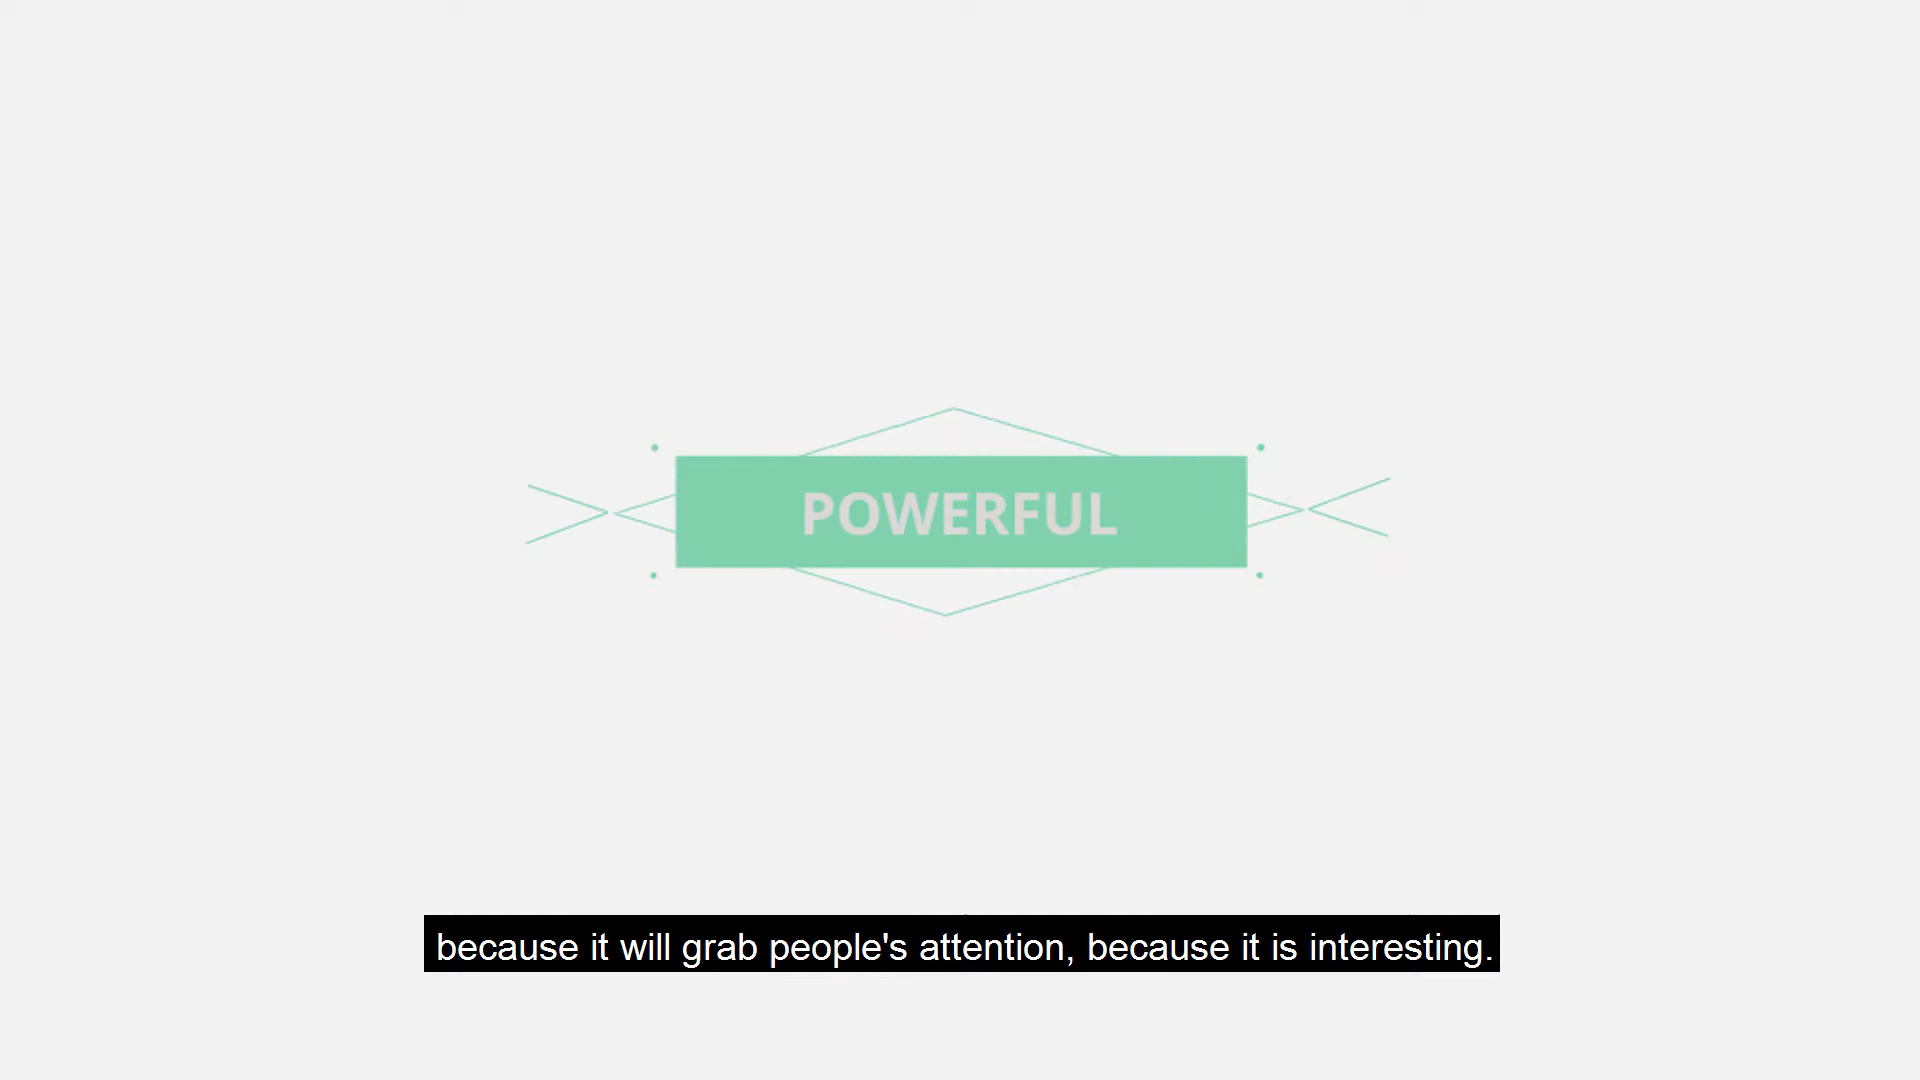 POWERFUL
because it will grab people's attention, because it is interesting.